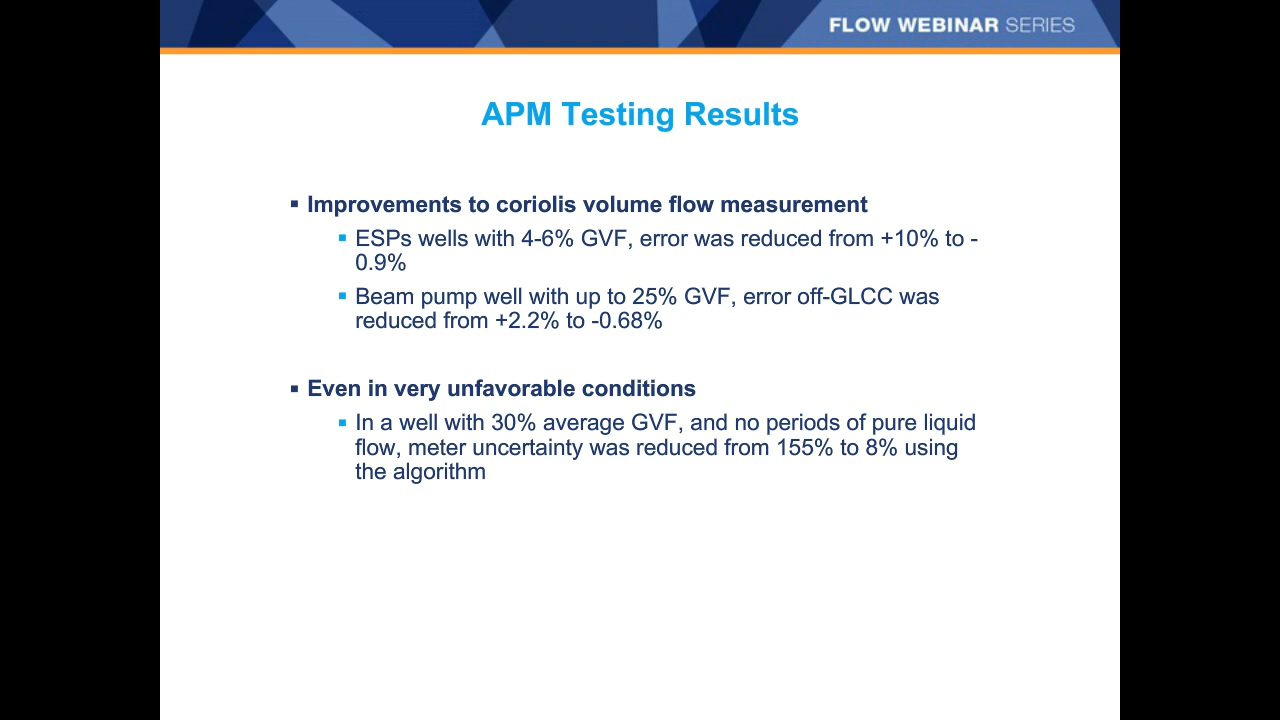 FLOW WEBINAR SERIES
APM Testing Results
▪ Improvements to coriolis volume flow measurement
▪ ESPs wells with 4-6% GVF, error was reduced from +10% to -
0.9%
▪ Beam pump well with up to 25% GVF, error off-GLCC was
reduced from +2.2% to -0.68%
▪ Even in very unfavorable conditions
▪ In a well with 30% average GVF, and no periods of pure liquid
flow, meter uncertainty was reduced from 155% to 8% using
the algorithm